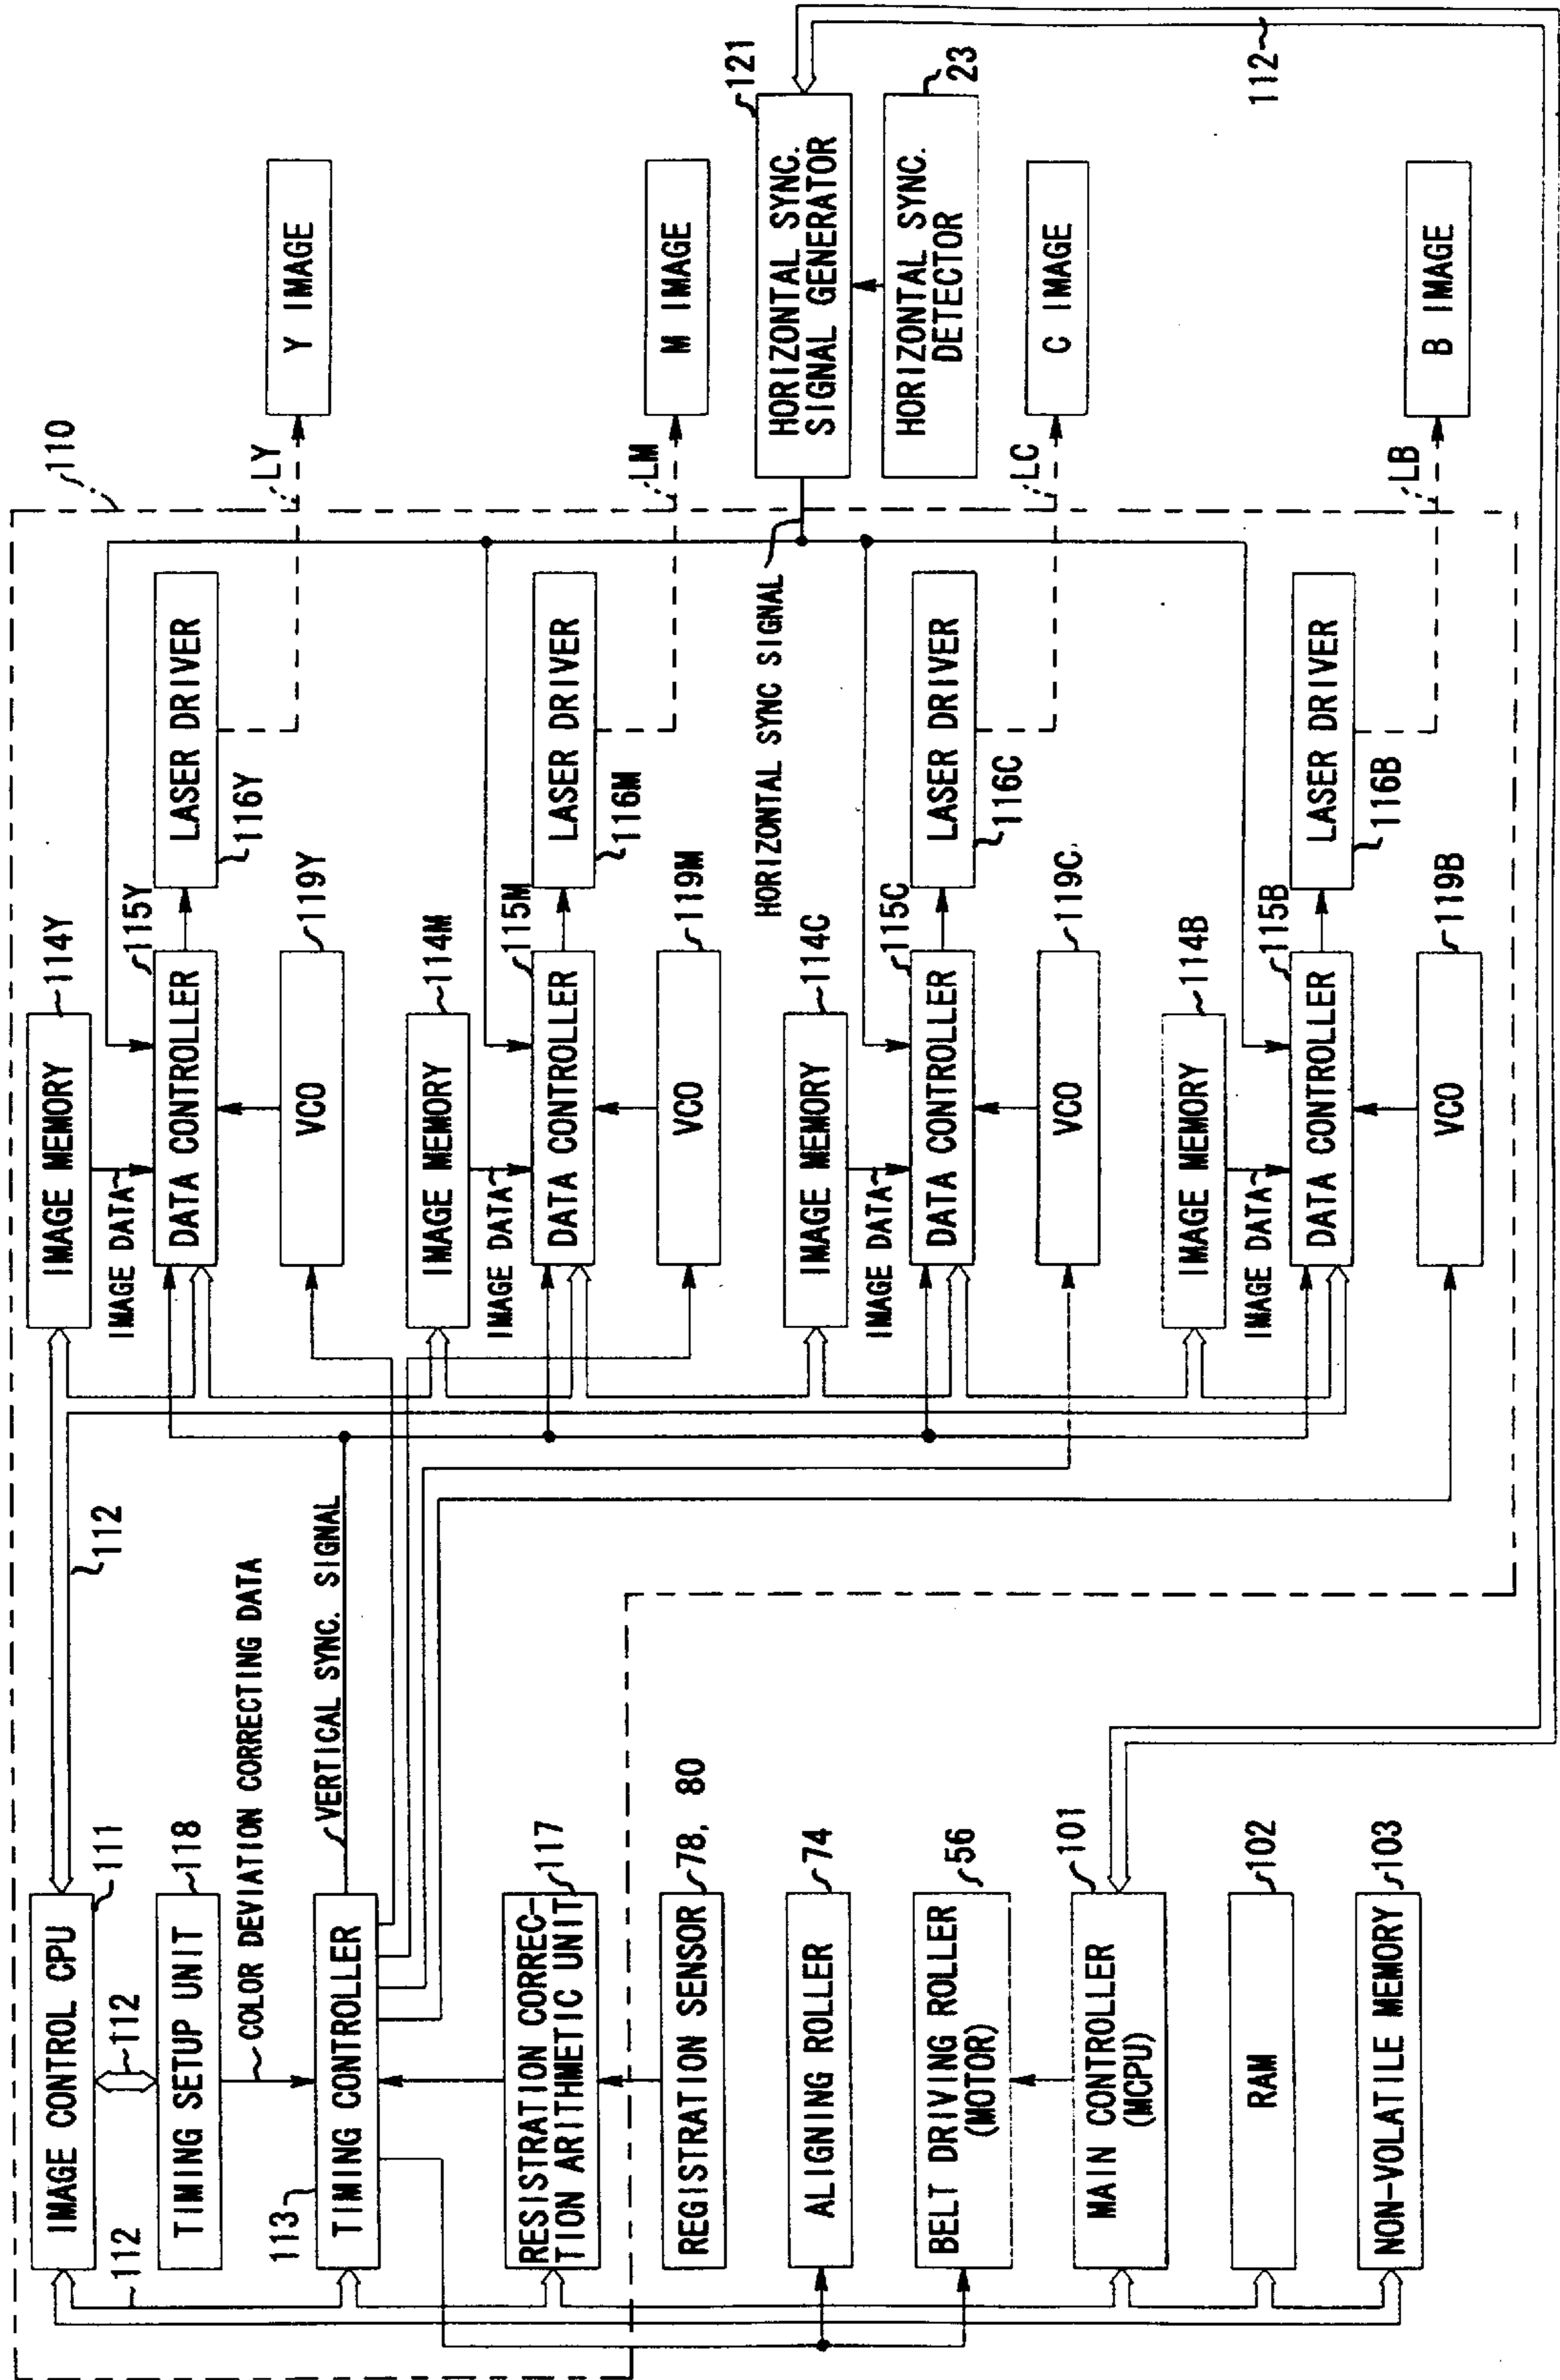 110
IMAGE CONTROL CPU
111
112
112
TIMING SETUP UNIT
118
112
COLOR DEVIATION CORRECTING DATA
113
TIMING CONTROLLER
VERTICAL SYNC. SIGNAL
RESISTRATION CORREC-
TION ARITHMETIC UNIT
117
REGISTRATION SENSOR
78, 80
ALIGNING ROLLER
74
BELT DRIVING ROLLER
(MOTOR)
56
MAIN CONTROLLER
(MCPU)
101
RAM
102
NON-VOLATILE MEMORY
103
IMAGE MEMORY
114Y
IMAGE DATA
DATA CONTROLLER
115Y
LASER DRIVER
116Y
VCO
119Y
LY
Y IMAGE
IMAGE MEMORY
114M
IMAGE DATA
DATA CONTROLLER
115M
LASER DRIVER
116M
VCO
119M
LM
M IMAGE
HORIZONTAL SYNC SIGNAL
HORIZONTAL SYNC.
SIGNAL GENERATOR
121
HORIZONTAL SYNC.
DETECTOR
23
IMAGE MEMORY
114C
IMAGE DATA
DATA CONTROLLER
115C
LASER DRIVER
116C
VCO
119C
LC
C IMAGE
112
IMAGE MEMORY
114B
IMAGE DATA
DATA CONTROLLER
115B
LASER DRIVER
116B
VCO
119B
LB
B IMAGE